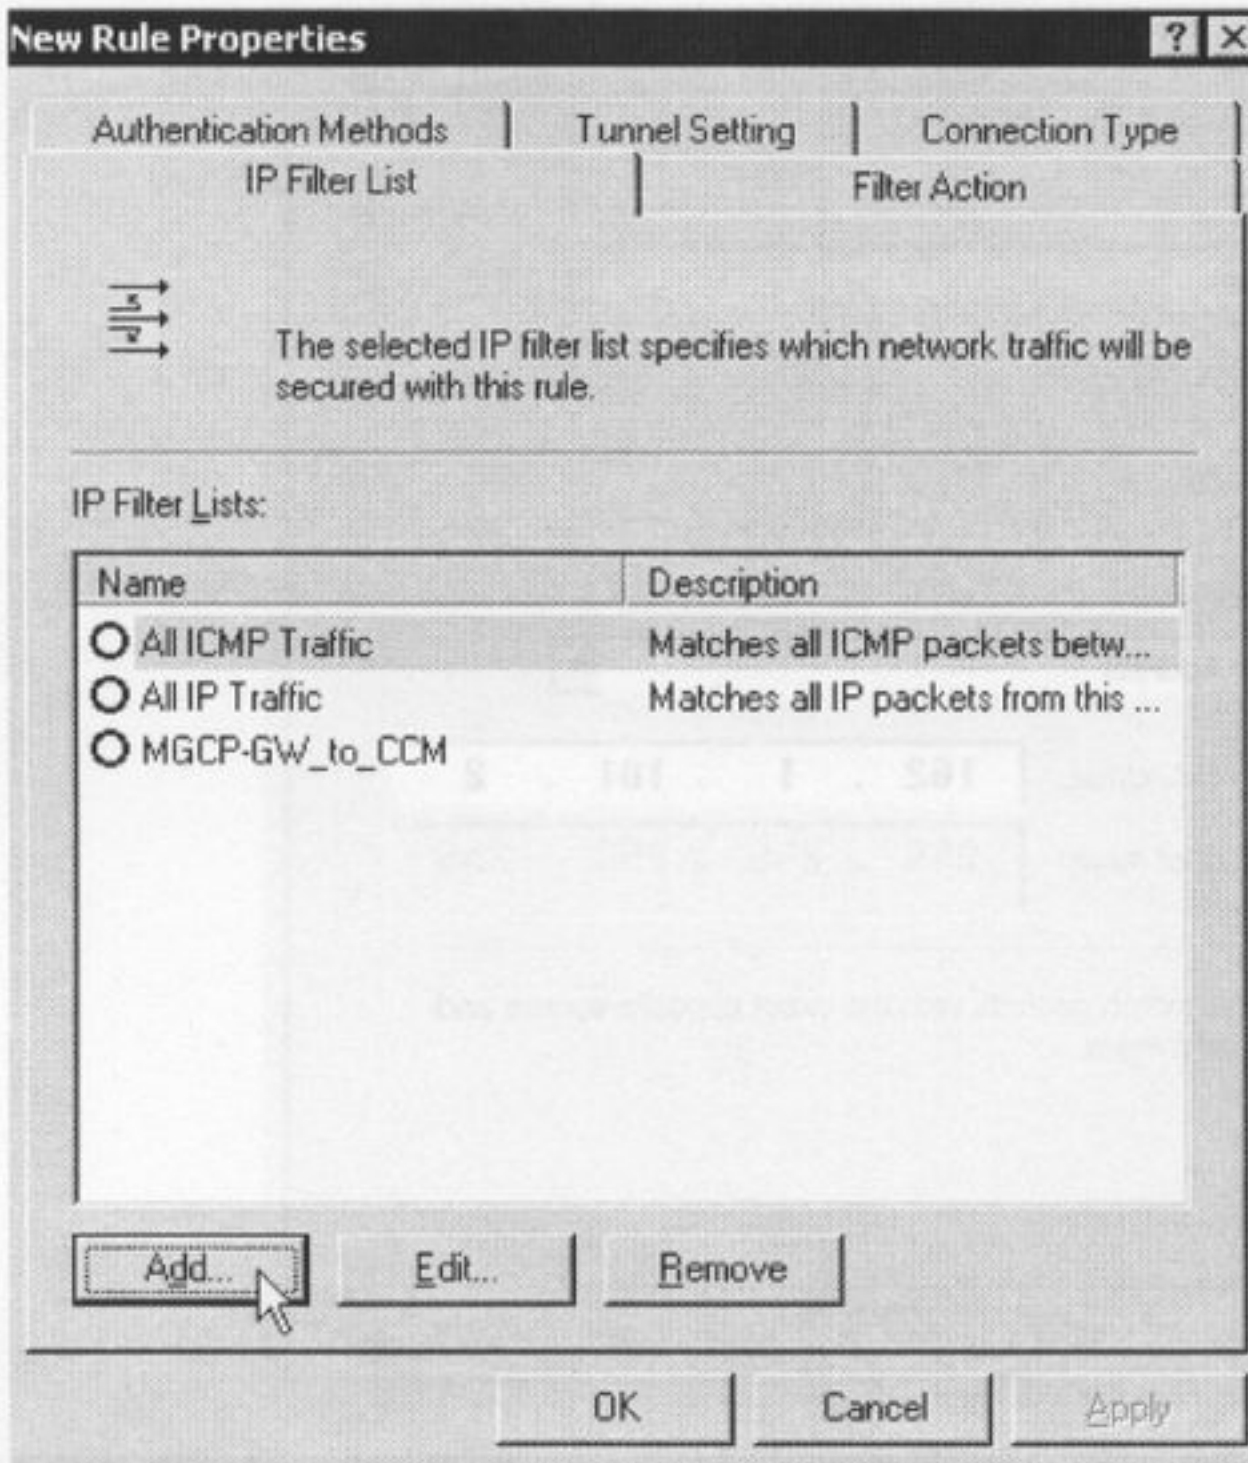 New Rule Properties
Authentication Methods
Tunnel Setting
Connection Type
IP Filter List
Filter Action
The selected IP filter list specifies which network traffic will be
secured with this rule.
IP Filter Lists:
Name Description
All ICMP Traffic Matches all ICMP packets betw...
All IP Traffic Matches all IP packets from this ...
MGCP-GW_to_CCM
Add...
Edit...
Remove
OK
Cancel
Apply